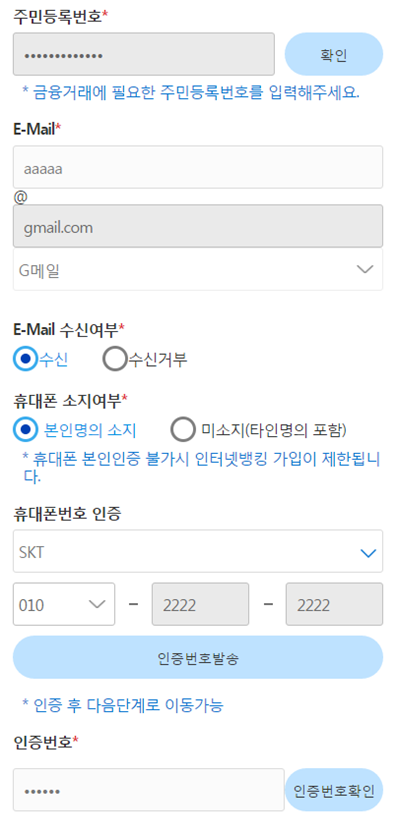 주민등록번호*
•••••••••••••
확인
* 금융거래에 필요한 주민등록번호를 입력해주세요.
E-Mail*
aaaaa
@
gmail.com
G메일
E-Mail 수신여부*
수신 수신거부
휴대폰 소지여부*
본인명의 소지 미소지(타인명의 포함)
* 휴대폰 본인인증 불가시 인터넷뱅킹 가입이 제한됩니
다.
휴대폰번호 인증
SKT
010 – 2222 – 2222
인증번호발송
* 인증 후 다음단계로 이동가능
인증번호*
••••••
인증번호확인